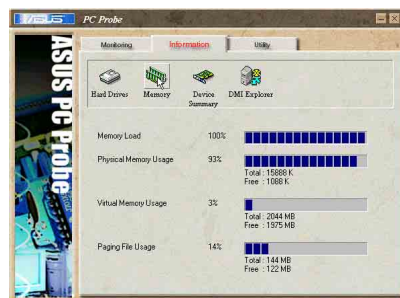 ASUS PC Probe
Monitoring Information Utility
ASUS PC Probe
Hard Drives Memory Device Summary DMI Explorer
Memory Load 100%
Physical Memory Usage 93%
Total : 15888 K
Free : 1088 K
Virtual Memory Usage 3%
Total : 2044 MB
Free : 1975 MB
Paging File Usage 14%
Total : 144 MB
Free : 122 MB